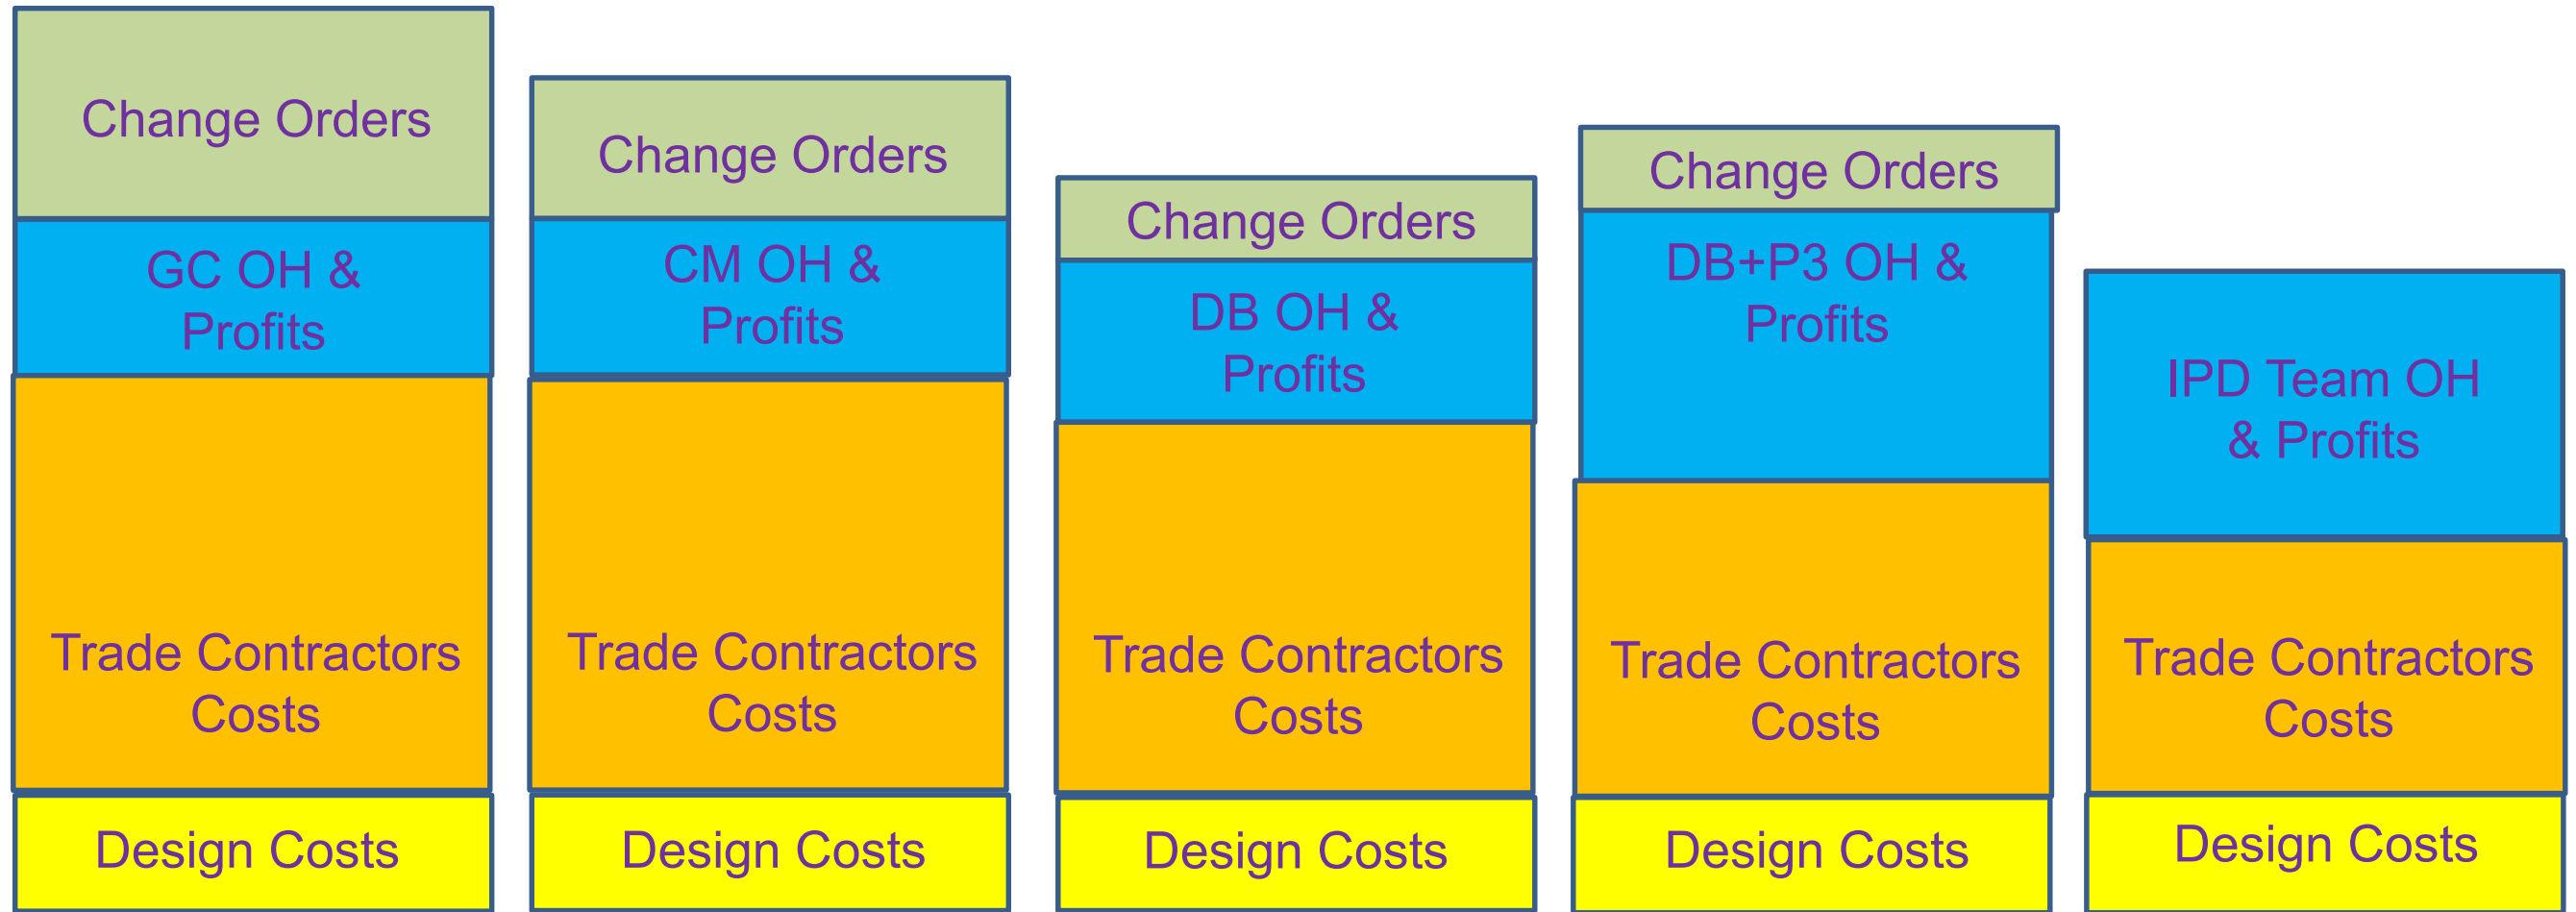 Change Orders
GC OH &
Profits
Trade Contractors
Costs
Design Costs
Change Orders
CM OH &
Profits
Trade Contractors
Costs
Design Costs
Change Orders
DB OH &
Profits
Trade Contractors
Costs
Design Costs
Change Orders
DB+P3 OH &
Profits
Trade Contractors
Costs
Design Costs
IPD Team OH
& Profits
Trade Contractors
Costs
Design Costs